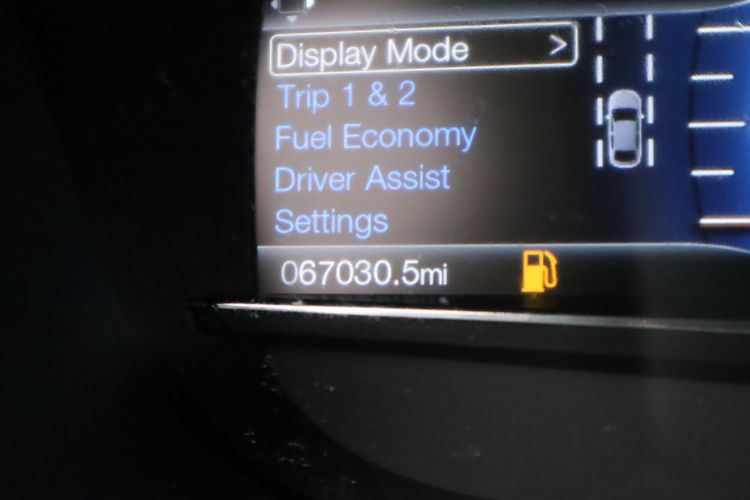 Display Mode >
Trip 1 & 2
Fuel Economy
Driver Assist
Settings
067030.5mi